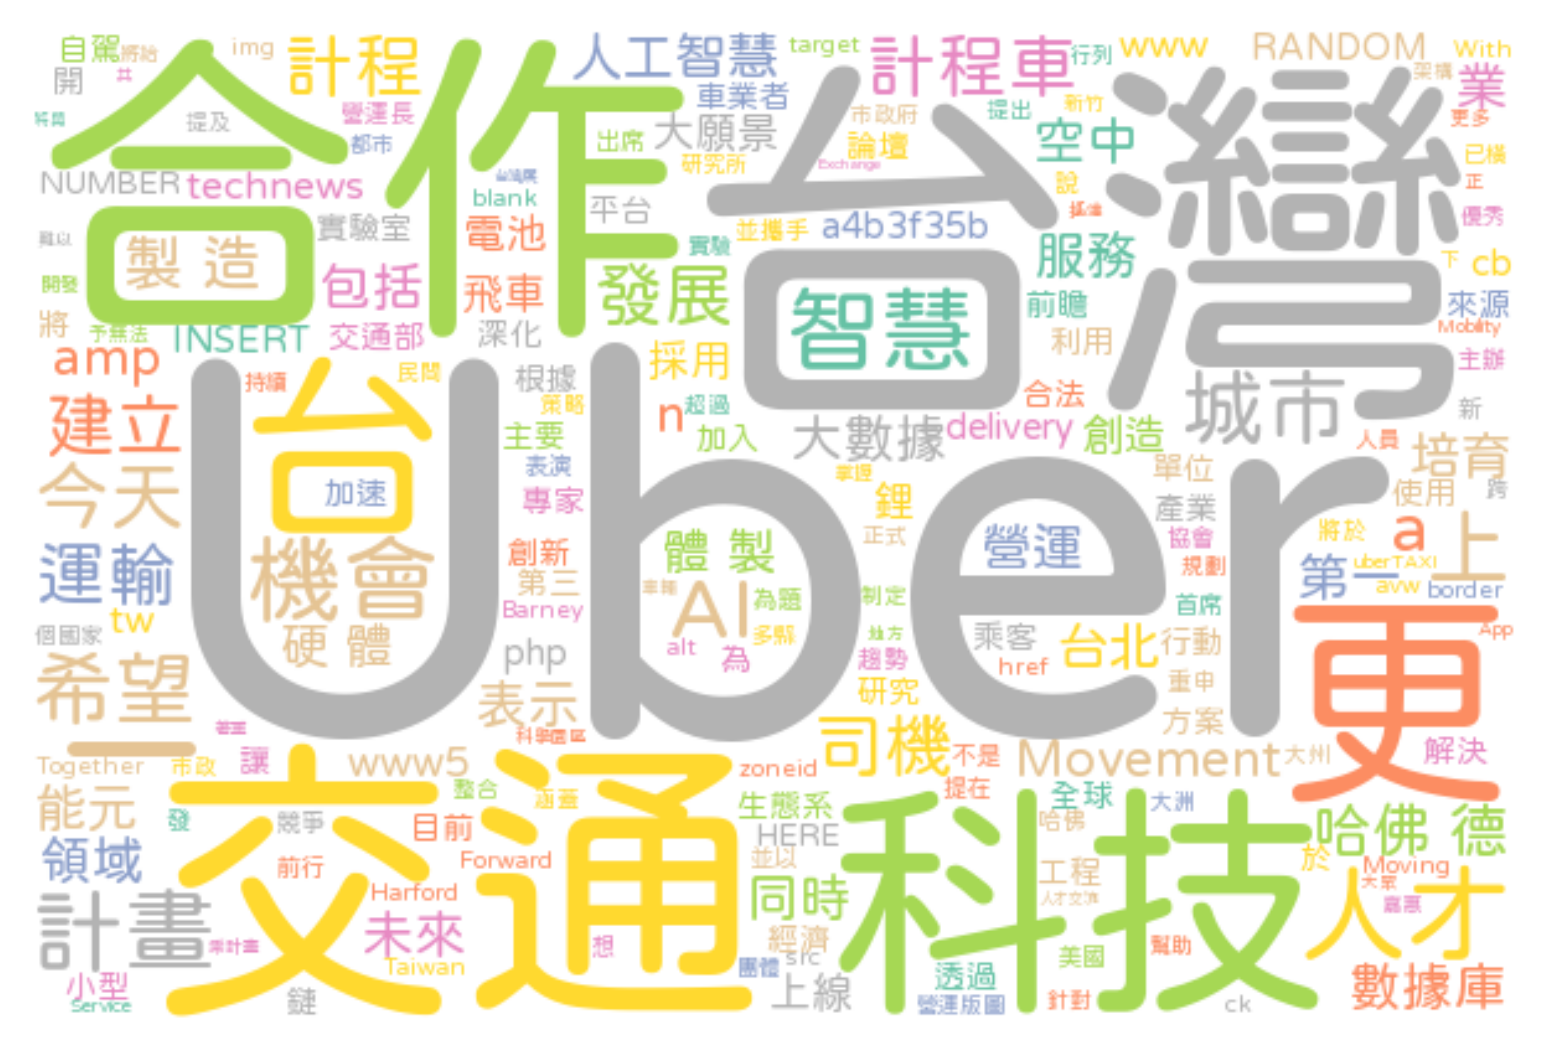 自駕
將給
img
計程
人工智慧
target
計程車
行列
www
RANDOM
With
開
共
合作
車業者
架構
業
營運長
市政府
提出
新竹
更多
提及
都市
出席
大願景
論壇
空中
台灣
已橫
NUMBER
technews
研究所
Exchange
說
正
blank
平台
實驗室
電池
並攜手
a4b3f35b
優秀
製 造
實驗
服務
下
cb
開發
包括
飛車
發展
智慧
前瞻
來源
將
予無法
INSERT
交通部
深化
利用
Mobility
amp
持續
民間
根據
採用
主辦
建立
台
策略
n
超過
合法
城市
新
主要
加入
大數據
delivery
創造
人員
今天
加速
表演
掌握
單位
培育
專家
鋰
產業
使用
跨
Uber
運輸
機會
創新
體 製
正式
營運
協會
將於
a
上
第三
AI
為題
制定
規劃
第一
uberTAXI
avw
border
tw
Barney
多縣
首席
更
個國家
硬 體
php
alt
為
趨勢
乘客
href
台北
行動
App
希望
表示
研究
重申
科學園區
司機
方案
一
Together
市政
讓
www5
zoneid
不是
Movement
大州
解決
能元
交通
整合
涵蓋
生態系
提在
全球
大洲
發
競爭
目前
HERE
科技
哈佛
哈佛 德
領域
前行
Forward
並以
工程
於
Moving
大眾
計畫
Harford
同時
人才交流
人才
嘉惠
未來
想
經濟
src
幫助
Taiwan
團體
美國
小型
Service
鏈
上線
透過
營運版圖
針對
ck
數據庫